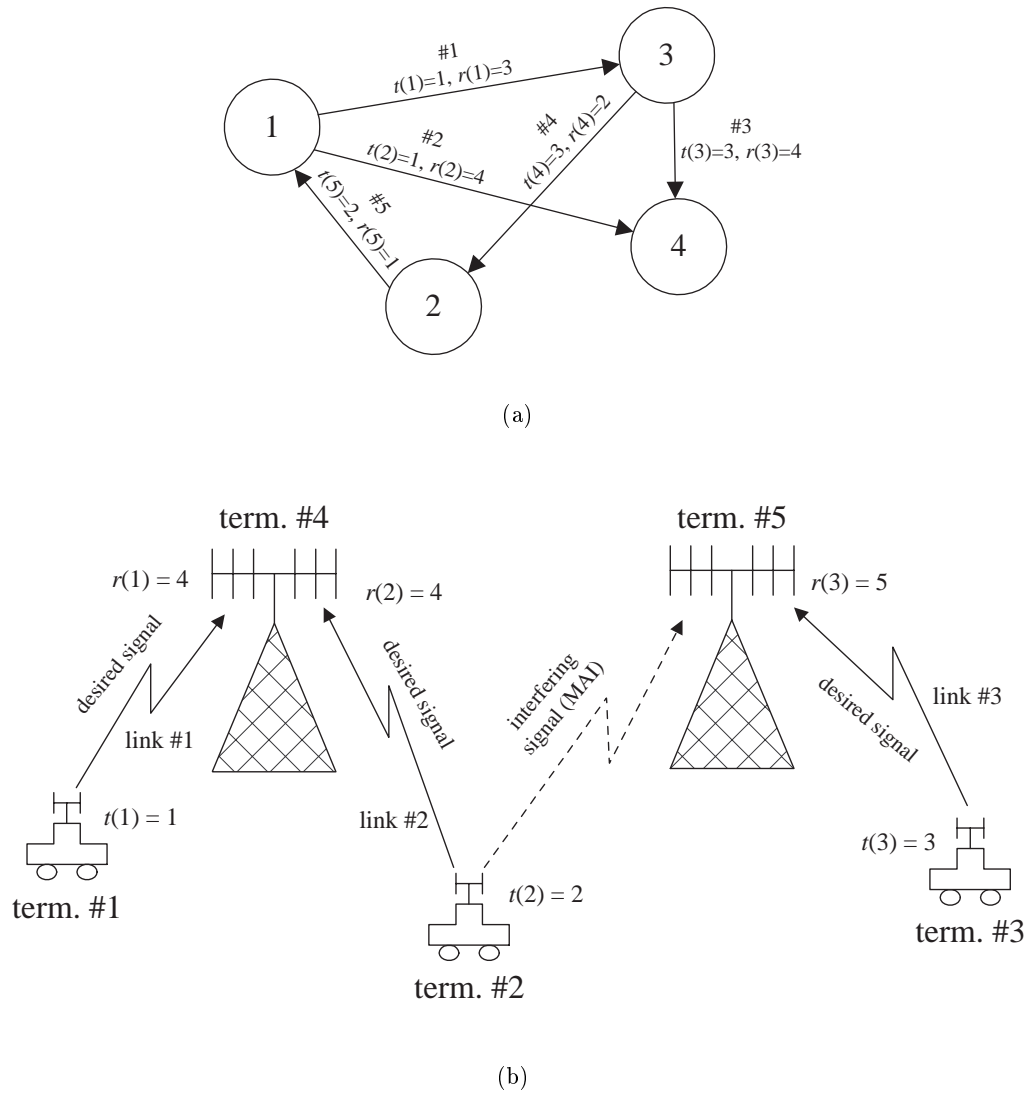 #1
t(1)=1, r(1)=3
3
1
#2
t(2)=1, r(2)=4
#4
t(4)=3, r(4)=2
#3
t(3)=3, r(3)=4
#5
t(5)=2, r(5)=1
4
2
(a)
term. #4
term. #5
r(1) = 4
r(2) = 4
r(3) = 5
desired signal
desired signal
interfering
signal (MAI)
desired signal
link #1
link #3
link #2
t(1) = 1
t(3) = 3
t(2) = 2
term. #1
term. #3
term. #2
(b)